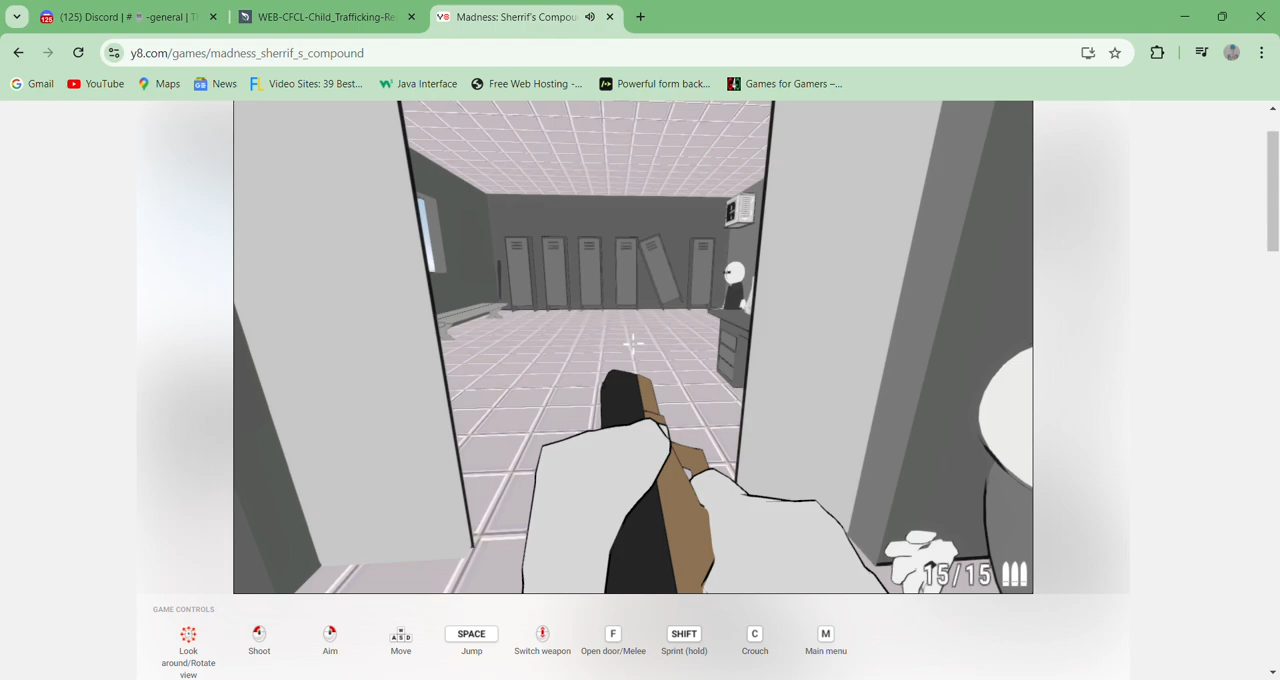 (125) Discord | # -general | T
WEB-CFCL-Child_Trafficking-Re
Madness: Sherrif's Compou
125
Y8
y8.com/games/madness_sherrif_s_compound
Gmail
YouTube
Maps
News
Video Sites: 39 Best...
Java Interface
Free Web Hosting -...
Powerful form back...
Games for Gamers –...
15/15
GAME CONTROLS
Look around/Rotate view
Shoot
Aim
W
A S D
Move
SPACE
Jump
Switch weapon
F
Open door/Melee
SHIFT
Sprint (hold)
C
Crouch
M
Main menu